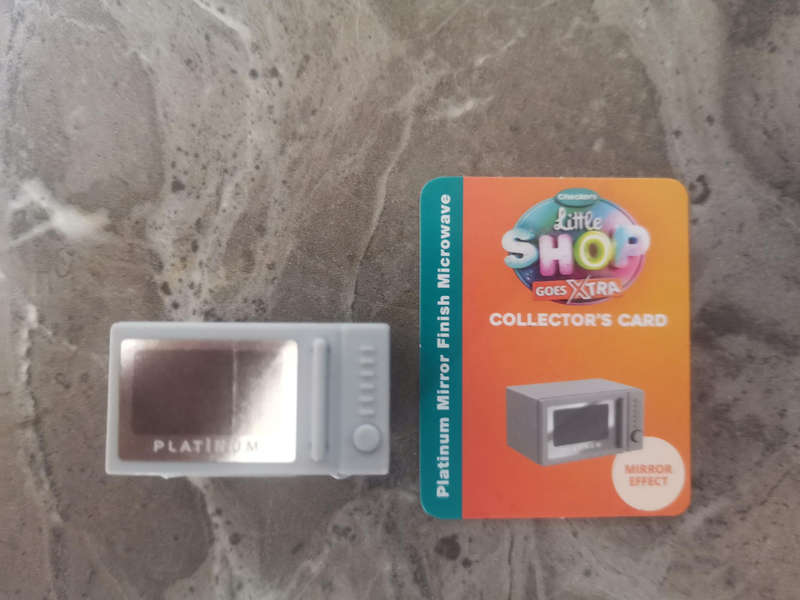 PLATINUM
Platinum Mirror Finish Microwave
Checkers
Little
SHOP
GOES XTRA
COLLECTOR'S CARD
MIRROR
EFFECT